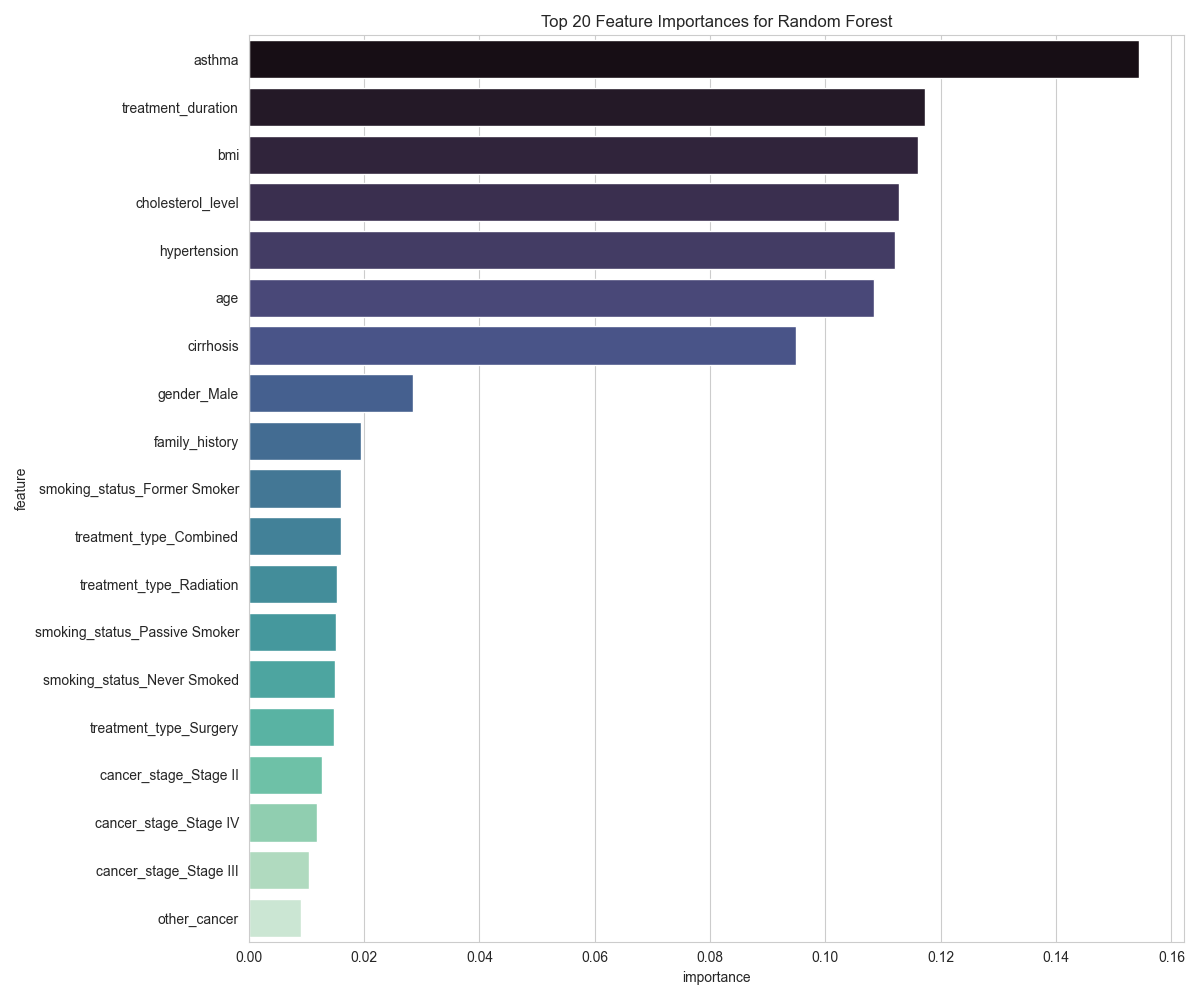 Top 20 Feature Importances for Random Forest
asthma
treatment_duration
bmi
cholesterol_level
hypertension
age
cirrhosis
gender_Male
family_history
smoking_status_Former Smoker
treatment_type_Combined
treatment_type_Radiation
smoking_status_Passive Smoker
smoking_status_Never Smoked
treatment_type_Surgery
cancer_stage_Stage II
cancer_stage_Stage IV
cancer_stage_Stage III
other_cancer
feature
0.00 0.02 0.04 0.06 0.08 0.10 0.12 0.14 0.16
importance